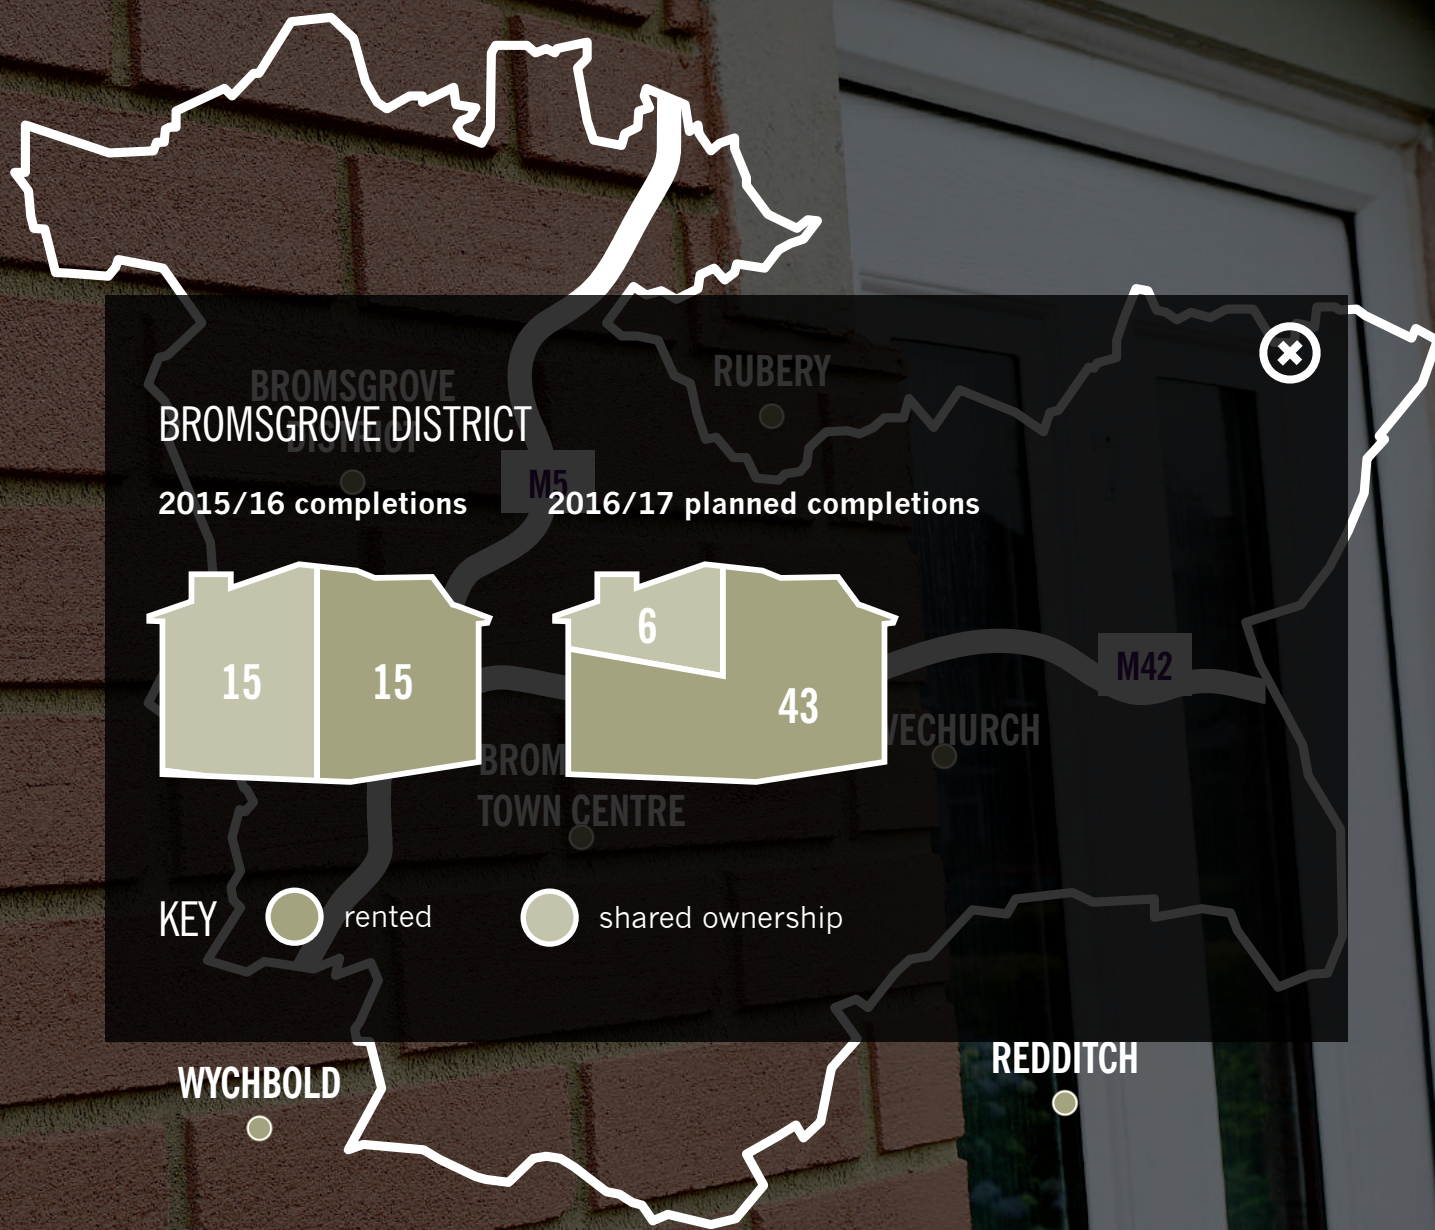 BROMSGROVE
DISTRICT
RUBERY
BROMSGROVE DISTRICT
M5
2015/16 completions
2016/17 planned completions
15
15
6
43
M42
VECHURCH
BROM
TOWN CENTRE
KEY
rented
shared ownership
WYCHBOLD
REDDITCH